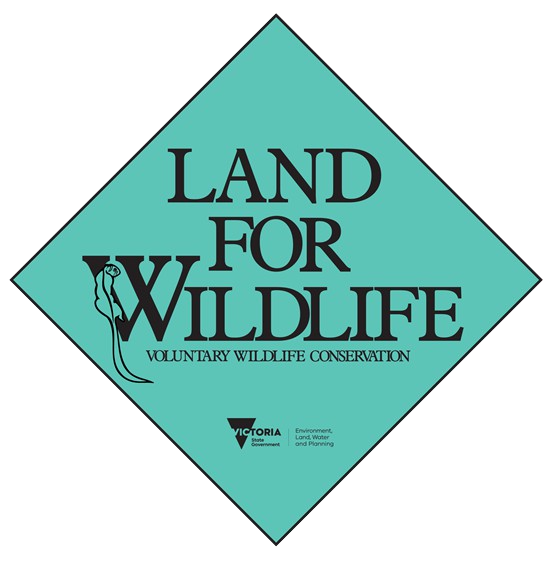 LAND
FOR
WILDLIFE
VOLUNTARY WILDLIFE CONSERVATION
VICTORIA
State
Government
Environment,
Land, Water
and Planning